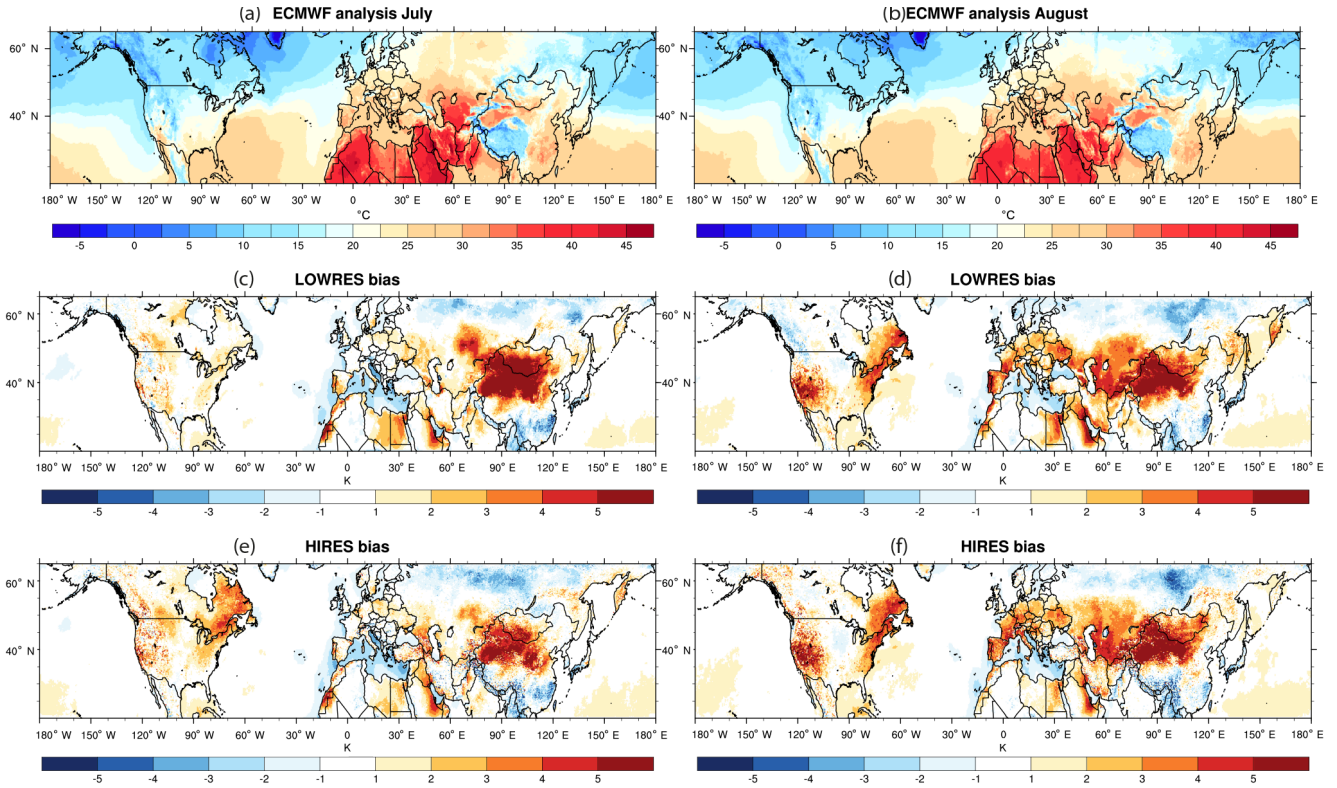 (a) ECMWF analysis July
(b) ECMWF analysis August
60° N
40° N
180° W 150° W 120° W 90° W 60° W 30° W 0° 30° E 60° E 90° E 120° E 150° E 180° E
180° W 150° W 120° W 90° W 60° W 30° W 0° 30° E 60° E 90° E 120° E 150° E 180° E
°C
°C
-5 0 5 10 15 20 25 30 35 40 45
-5 0 5 10 15 20 25 30 35 40 45
(c) LOWRES bias
(d) LOWRES bias
60° N
60° N
40° N
40° N
180° W 150° W 120° W 90° W 60° W 30° W 0 30° E 60° E 90° E 120° E 150° E 180° E
180° W 150° W 120° W 90° W 60° W 30° W 0° 30° E 60° E 90° E 120° E 150° E 180° E
K
K
-5 -4 -3 -2 -1 1 2 3 4 5
-5 -4 -3 -2 -1 1 2 3 4 5
(e) HIRES bias
(f) HIRES bias
60° N
60° N
40° N
40° N
180° W 150° W 120° W 90° W 60° W 30° W 0° 30° E 60° E 90° E 120° E 150° E 180° E
180° W 150° W 120° W 90° W 60° W 30° W 0° 30° E 60° E 90° E 120° E 150° E 180° E
K
K
-5 -4 -3 -2 -1 1 2 3 4 5
-5 -4 -3 -2 -1 1 2 3 4 5